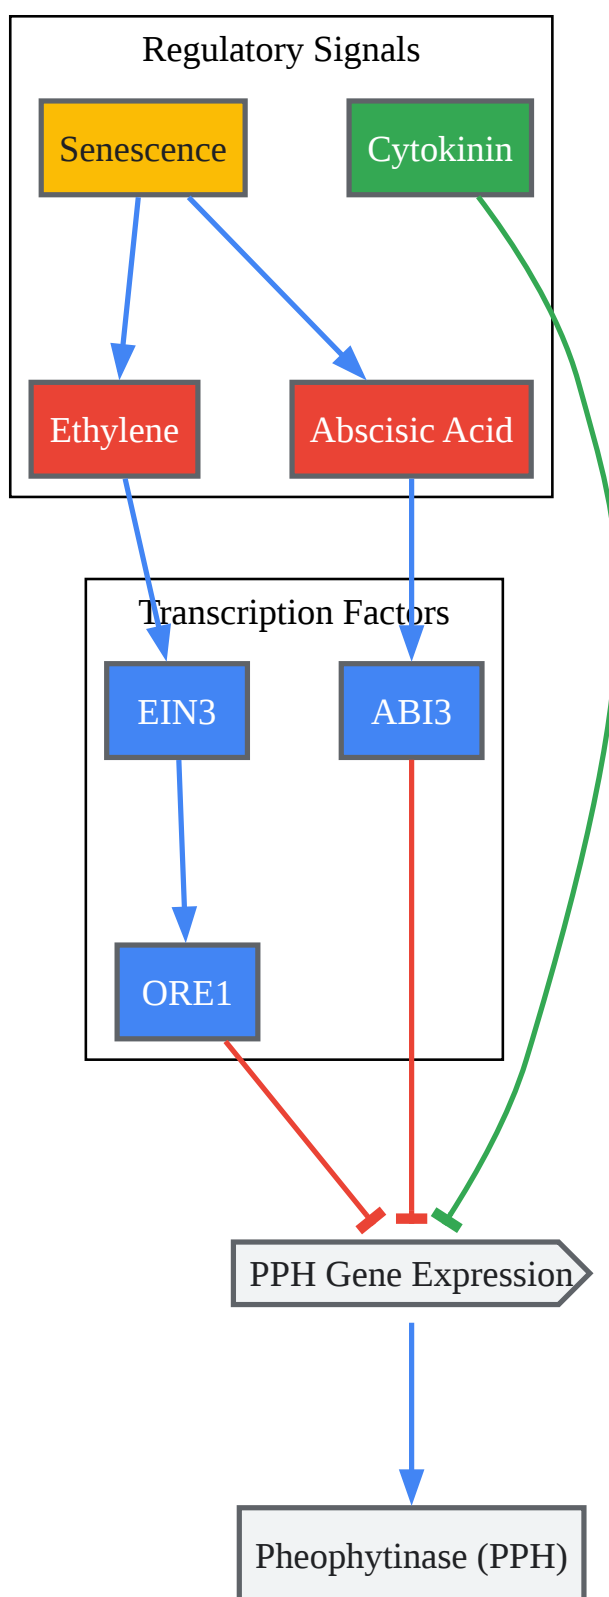 Regulatory Signals
Senescence
Cytokinin
Ethylene
Abscisic Acid
Transcription Factors
EIN3
ABI3
ORE1
PPH Gene Expression
Pheophytinase (PPH)